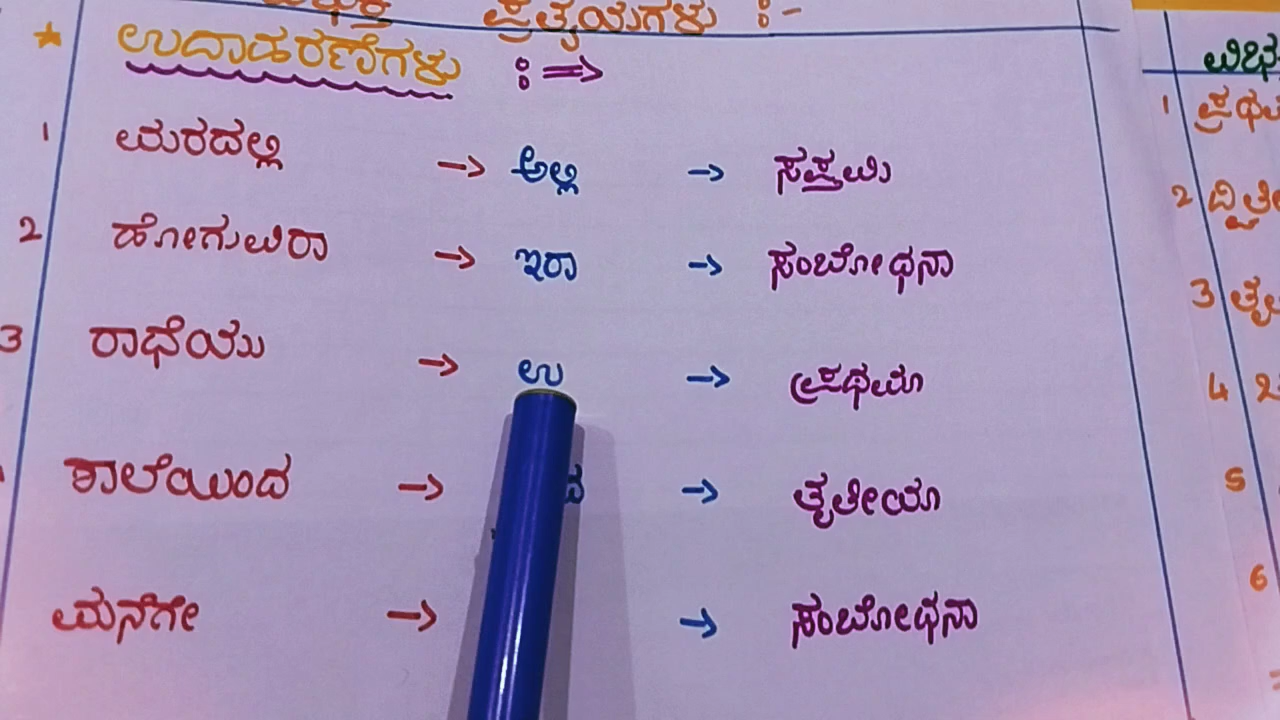 ಪ್ರತ್ಯಯಗಳು :-
★ ಉದಾಹರಣೆಗಳು :⇒
1 ಮರದಲ್ಲಿ → ಅಲ್ಲಿ → ಸಪ್ತಮಿ
2 ಹೋಗುವಿರಾ → ಇರಾ → ಸಂಬೋಧನಾ
3 ರಾಧೆಯು → ಉ → ಪ್ರಥಮಾ
ಶಾಲೆಯಿಂದ → → ತೃತೀಯಾ
ಮನೆಗೇ → → ಸಂಬೋಧನಾ
1
2
3
4
5
6